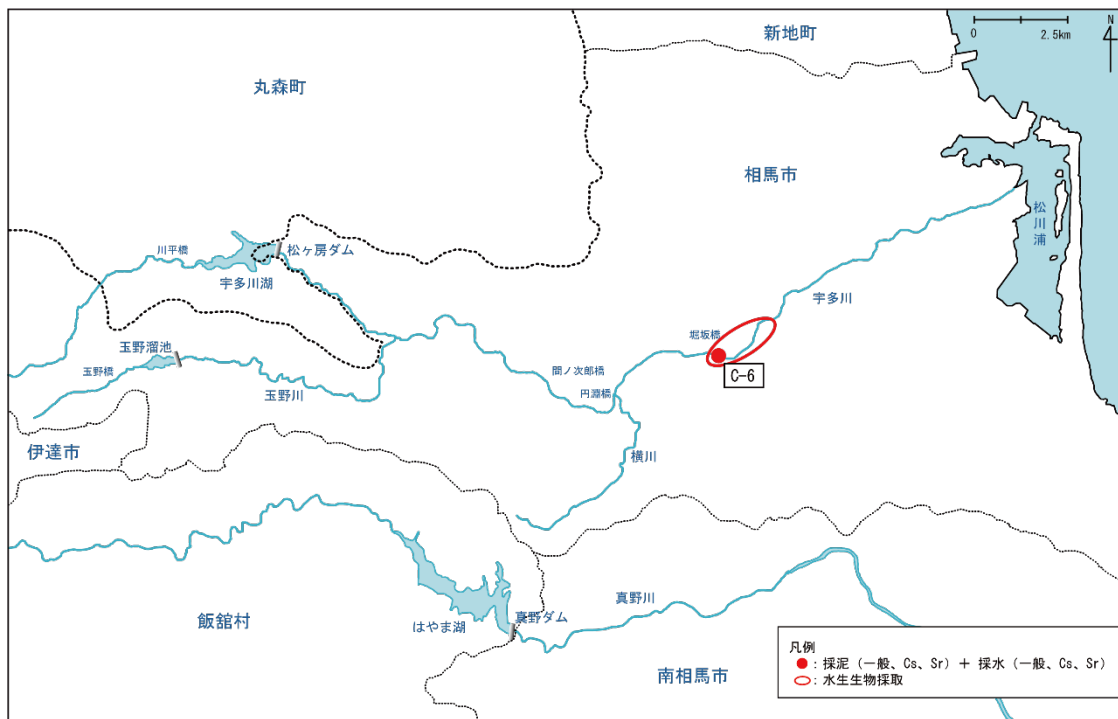 新地町
N
0 2.5km
丸森町
相馬市
松川浦
川平橋
松ヶ房ダム
宇多川湖
宇多川
堀坂橋
玉野溜池
C-6
玉野橋
間ノ次郎橋
玉野川
円淵橋
伊達市
横川
真野川
飯舘村
はやま湖
真野ダム
南相馬市
凡例
：採泥（一般、Cs、Sr）＋ 採水（一般、Cs、Sr）
：水生生物採取